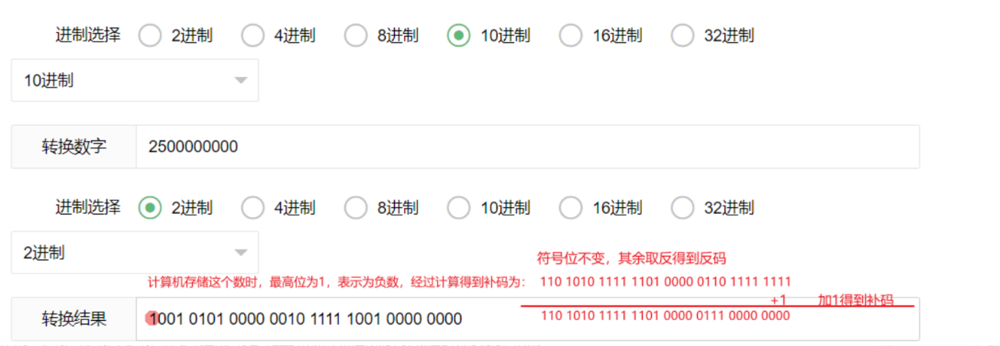 进制选择 2进制 4进制 8进制 10进制 16进制 32进制
10进制
转换数字 2500000000
进制选择 2进制 4进制 8进制 10进制 16进制 32进制
2进制
符号位不变，其余取反得到反码
计算机存储这个数时，最高位为1，表示为负数，经过计算得到补码为： 110 1010 1111 1101 0000 0110 1111 1111
+1 加1得到补码
转换结果 1001 0101 0000 0010 1111 1001 0000 0000 110 1010 1111 1101 0000 0111 0000 0000